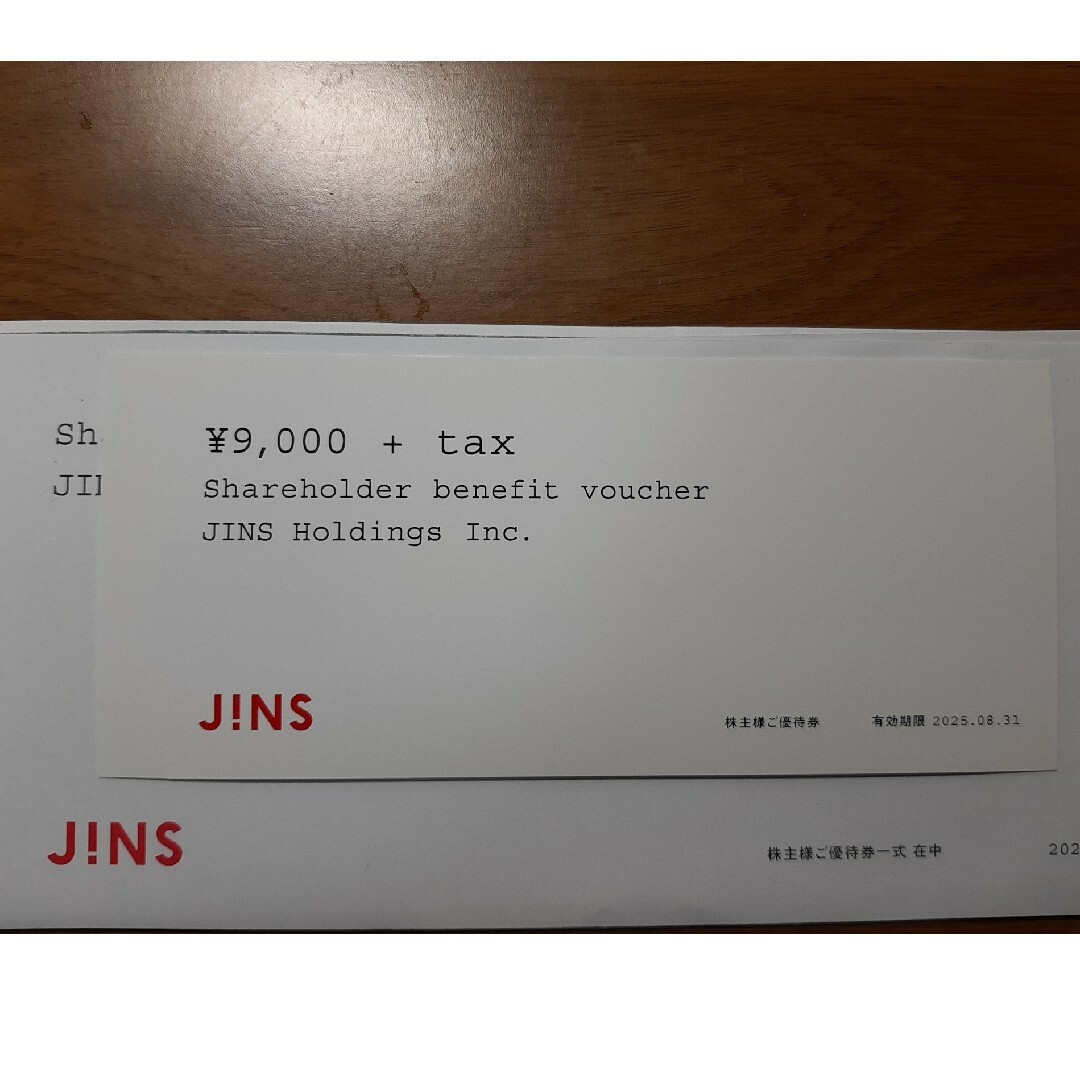 ¥9,000 + tax
Shareholder benefit voucher
JINS Holdings Inc.
J!NS
株主様ご優待券 有効期限 2025.08.31
Sh
JI
J!NS
株主様ご優待券一式 在中 202